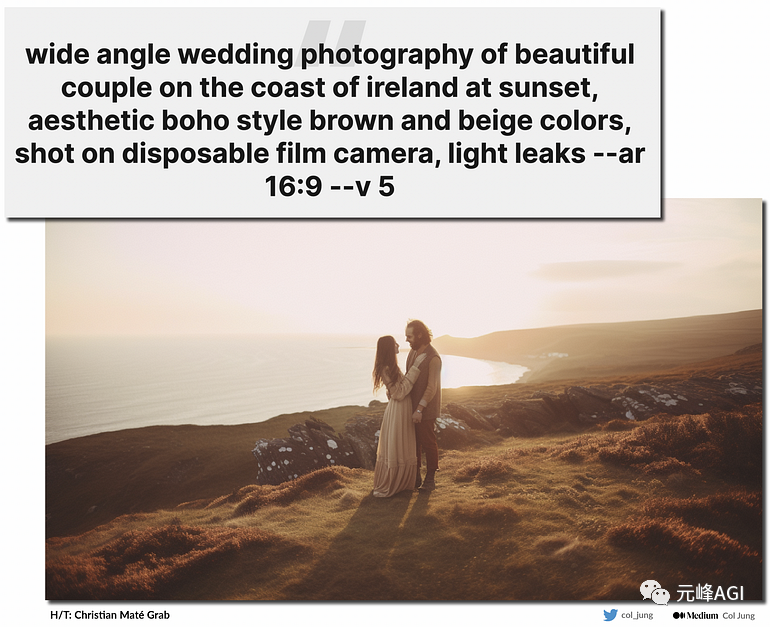 wide angle wedding photography of beautiful
couple on the coast of ireland at sunset,
aesthetic boho style brown and beige colors,
shot on disposable film camera, light leaks --ar
16:9 --v 5
元峰AGI
H/T: Christian Maté Grab
col_jung
Medium Col Jung